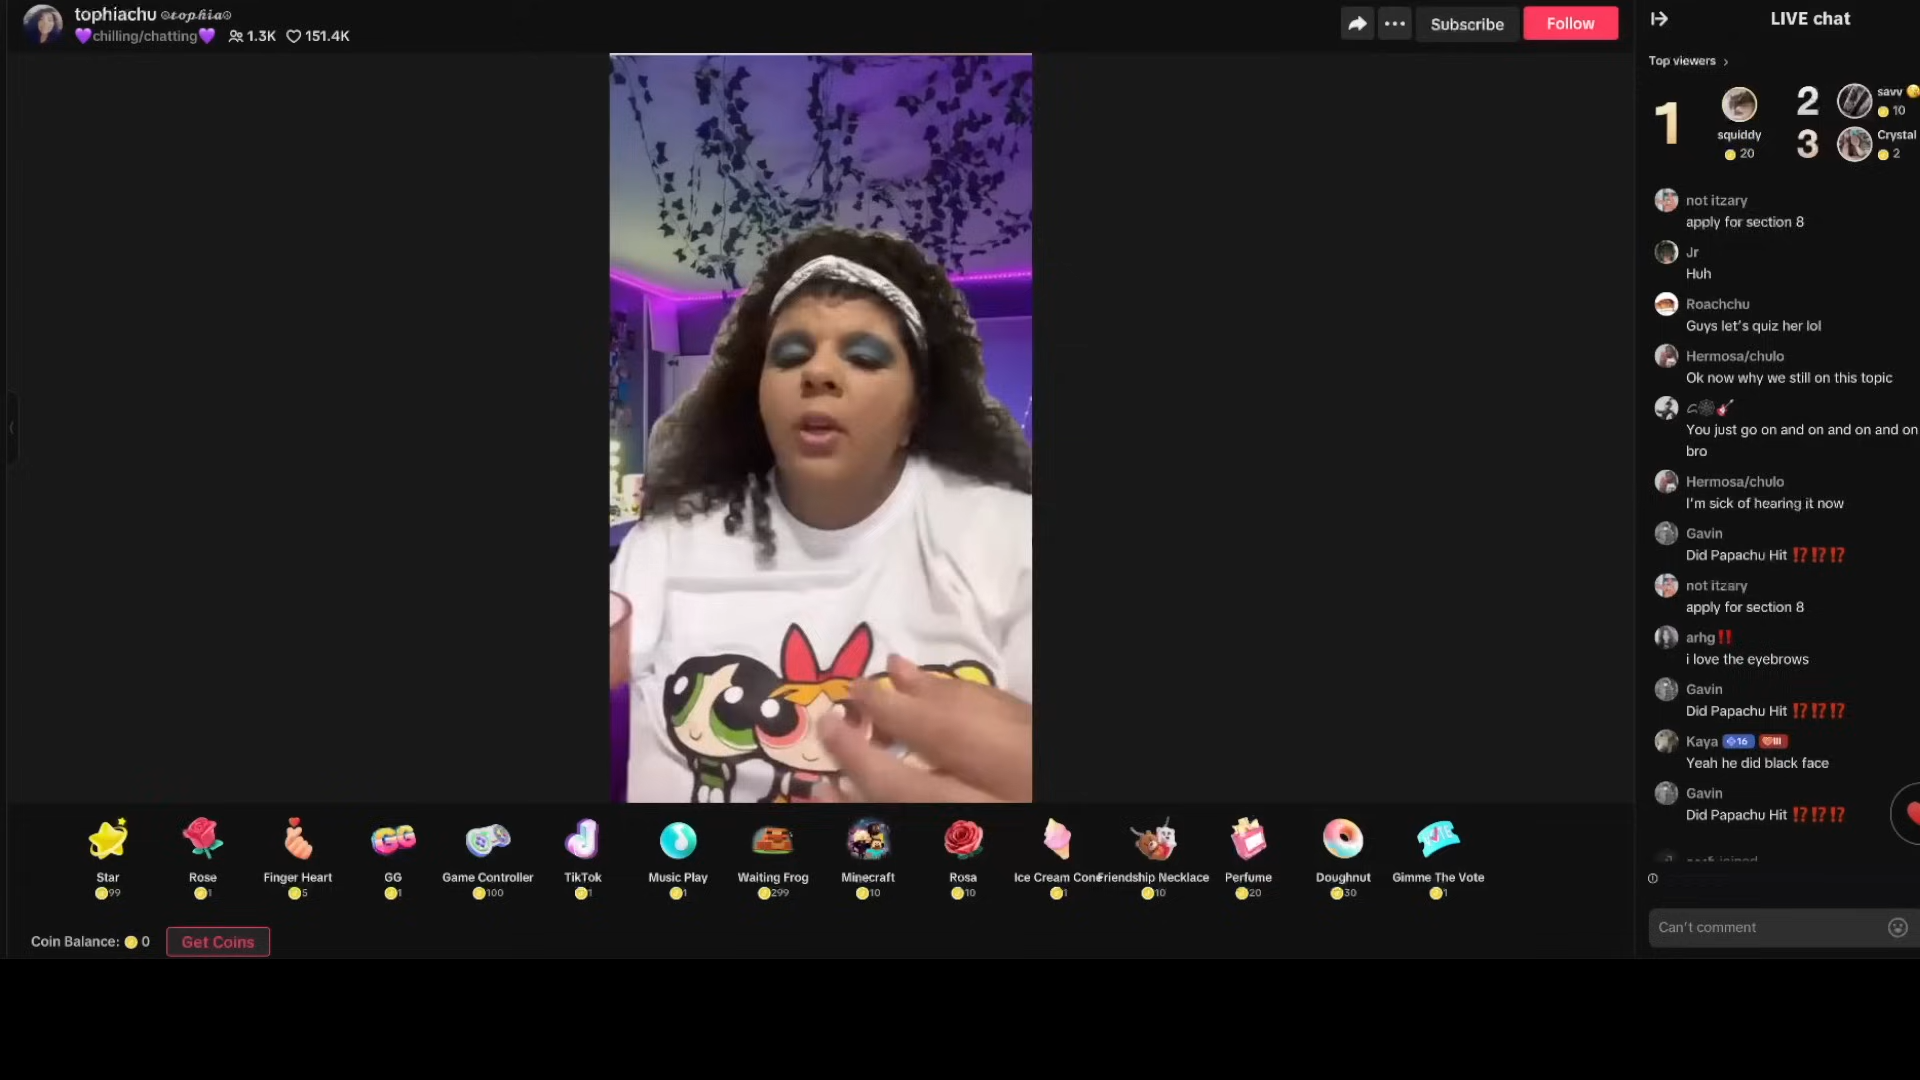 tophiachu ☮𝓽𝓸𝓹𝓱𝓲𝓪☮
💜chilling/chatting💜 1.3K 151.4K
Subscribe
Follow
LIVE chat
Top viewers >
1
squiddy
20
2
savv
10
3
Crystal
2
not itzary
apply for section 8
Jr
Huh
Roachchu
Guys let's quiz her lol
Hermosa/chulo
Ok now why we still on this topic
You just go on and on and on and on
bro
Hermosa/chulo
I'm sick of hearing it now
Gavin
Did Papachu Hit ⁉️⁉️⁉️
not itzary
apply for section 8
arhg‼️
i love the eyebrows
Gavin
Did Papachu Hit ⁉️⁉️⁉️
Kaya 16 III
Yeah he did black face
Gavin
Did Papachu Hit ⁉️⁉️⁉️
joined
Can't comment
Star
99
Rose
1
Finger Heart
5
GG
1
Game Controller
100
TikTok
1
Music Play
1
Waiting Frog
299
Minecraft
10
Rosa
10
Ice Cream Cone
1
Friendship Necklace
10
Perfume
20
Doughnut
30
Gimme The Vote
1
Coin Balance: 0
Get Coins